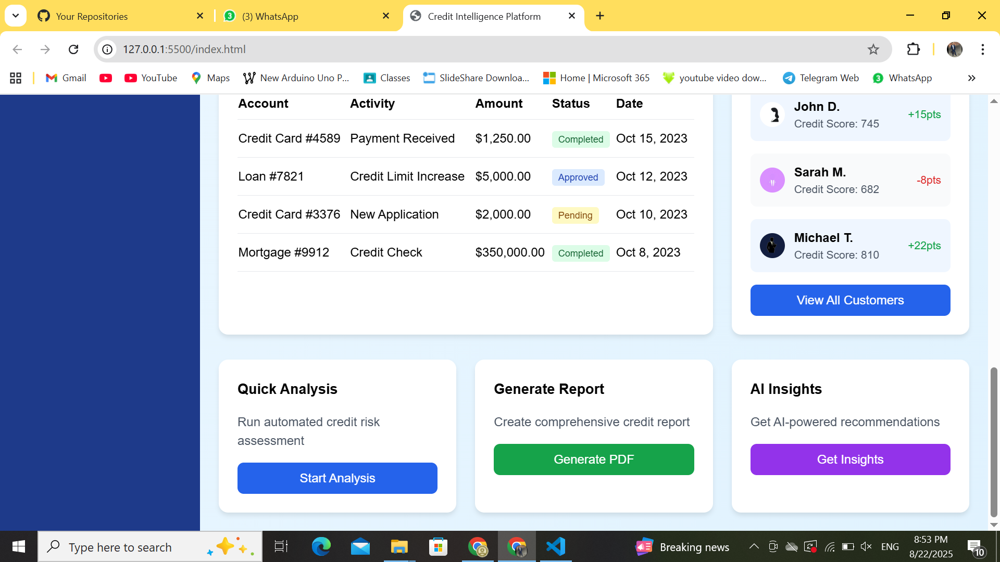 Your Repositories
3
(3) WhatsApp
Credit Intelligence Platform
127.0.0.1:5500/index.html
Gmail
YouTube
Maps
New Arduino Uno P...
Classes
SlideShare Downloa...
Home | Microsoft 365
youtube video dow...
Telegram Web
3
WhatsApp
Account Activity Amount Status Date
Credit Card #4589 Payment Received $1,250.00 Completed Oct 15, 2023
Loan #7821 Credit Limit Increase $5,000.00 Approved Oct 12, 2023
Credit Card #3376 New Application $2,000.00 Pending Oct 10, 2023
Mortgage #9912 Credit Check $350,000.00 Completed Oct 8, 2023
John D.
Credit Score: 745
+15pts
Sarah M.
Credit Score: 682
-8pts
Michael T.
Credit Score: 810
+22pts
View All Customers
Quick Analysis
Run automated credit risk
assessment
Start Analysis
Generate Report
Create comprehensive credit report
Generate PDF
AI Insights
Get AI-powered recommendations
Get Insights
Type here to search
Breaking news
ENG
8:53 PM
8/22/2025
10